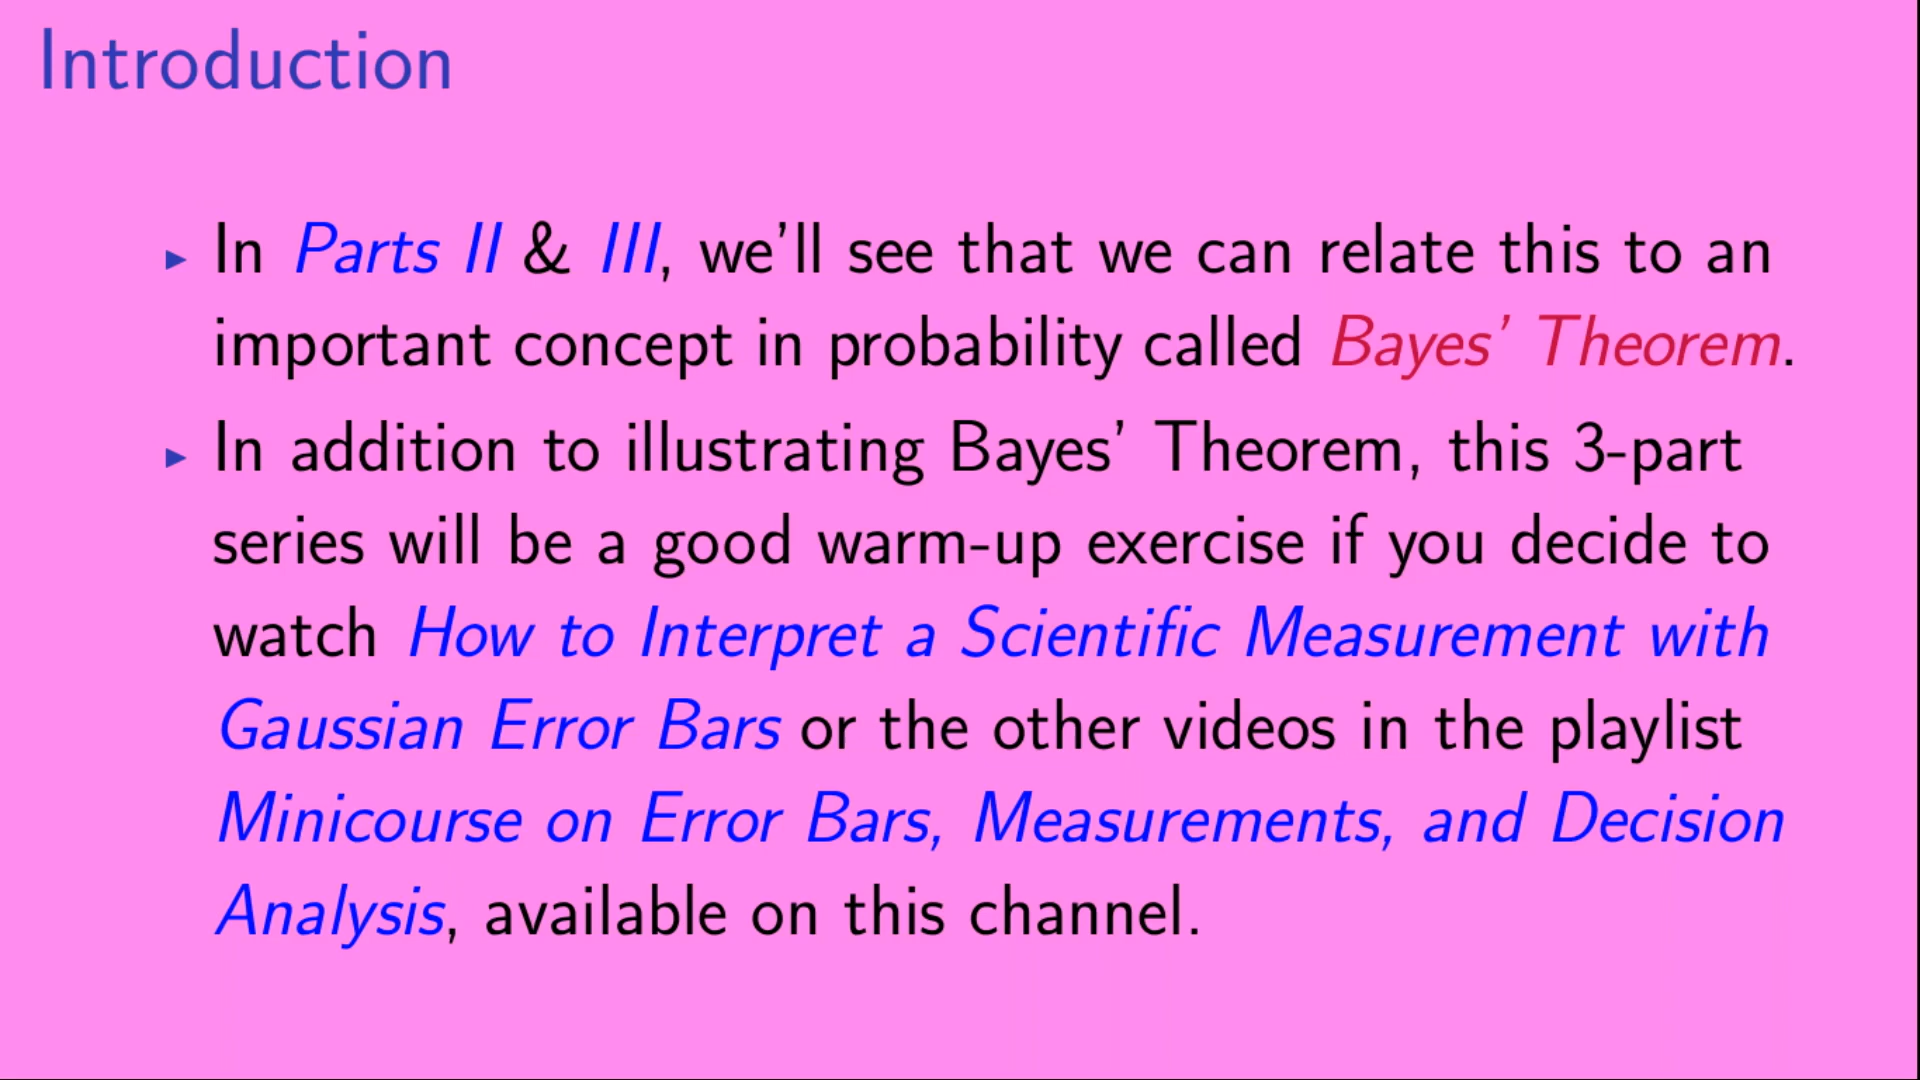 Introduction
▸ In Parts II & III, we'll see that we can relate this to an
important concept in probability called Bayes' Theorem.
▸ In addition to illustrating Bayes' Theorem, this 3-part
series will be a good warm-up exercise if you decide to
watch How to Interpret a Scientific Measurement with
Gaussian Error Bars or the other videos in the playlist
Minicourse on Error Bars, Measurements, and Decision
Analysis, available on this channel.